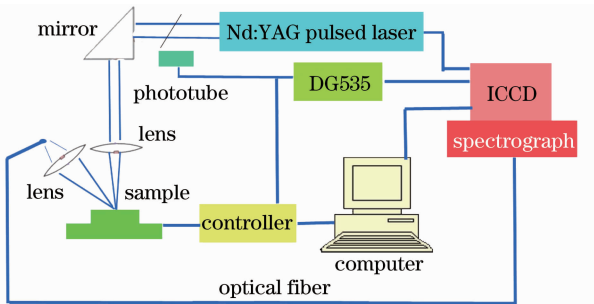 mirror
Nd:YAG pulsed laser
phototube
DG535
ICCD
spectrograph
lens
lens
sample
controller
computer
optical fiber